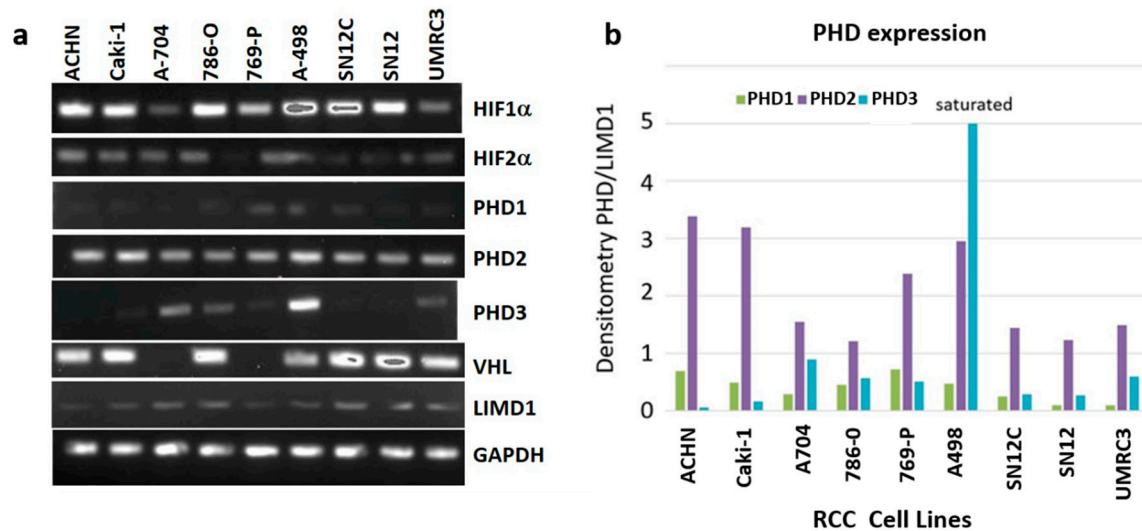 a
ACHN
Caki-1
A-704
786-O
769-P
A-498
SN12C
SN12
UMRC3
HIF1α
HIF2α
PHD1
PHD2
PHD3
VHL
LIMD1
GAPDH
b
PHD expression
PHD1 PHD2 PHD3
saturated
Densitometry PHD/LIMD1
5
4
3
2
1
0
ACHN
Caki-1
A704
786-0
769-P
A498
SN12C
SN12
UMRC3
RCC Cell Lines